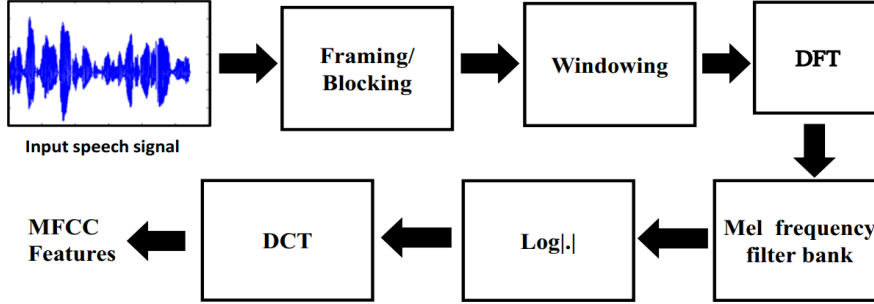 Input speech signal
Framing/
Blocking
Windowing
DFT
Mel frequency
filter bank
Log|.|
DCT
MFCC
Features